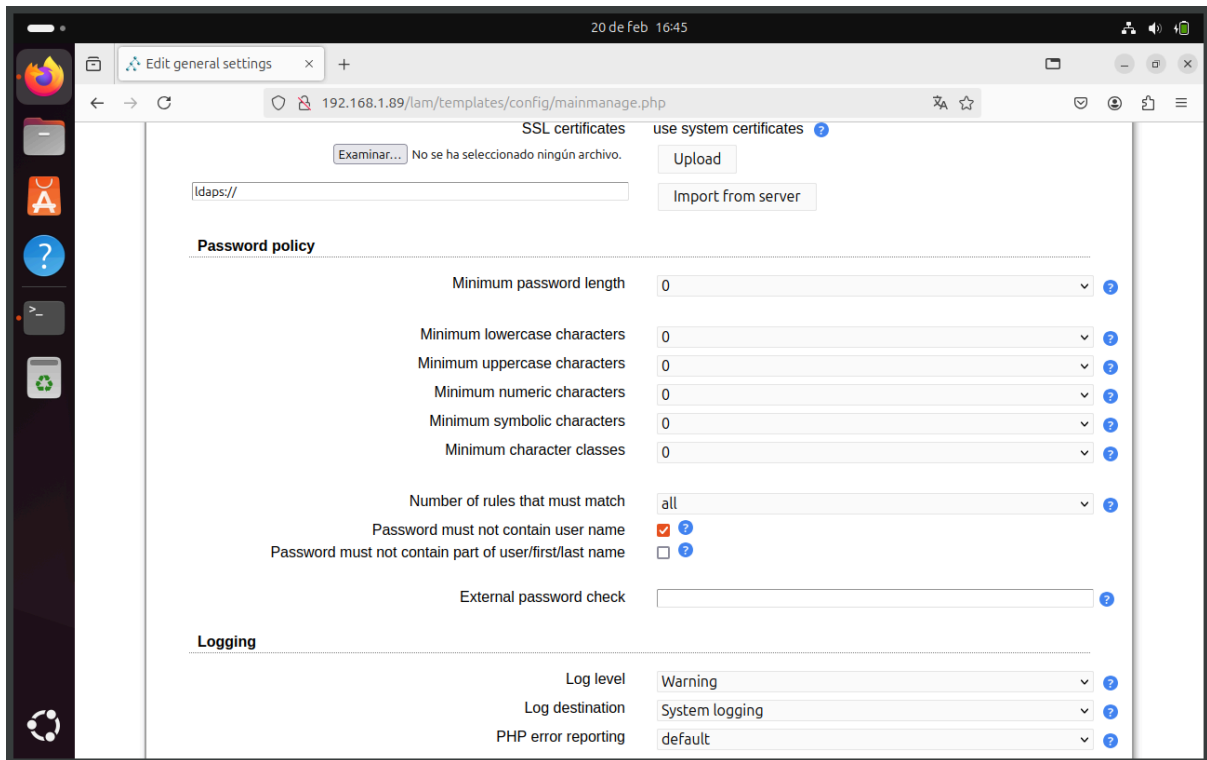 20 de feb 16:45
Edit general settings
192.168.1.89/lam/templates/config/mainmanage.php
SSL certificates use system certificates ?
Examinar... No se ha seleccionado ningún archivo. Upload
ldaps:// Import from server
Password policy
Minimum password length 0 ?
Minimum lowercase characters 0 ?
Minimum uppercase characters 0 ?
Minimum numeric characters 0 ?
Minimum symbolic characters 0 ?
Minimum character classes 0 ?
Number of rules that must match all ?
Password must not contain user name ?
Password must not contain part of user/first/last name ?
External password check ?
Logging
Log level Warning ?
Log destination System logging ?
PHP error reporting default ?